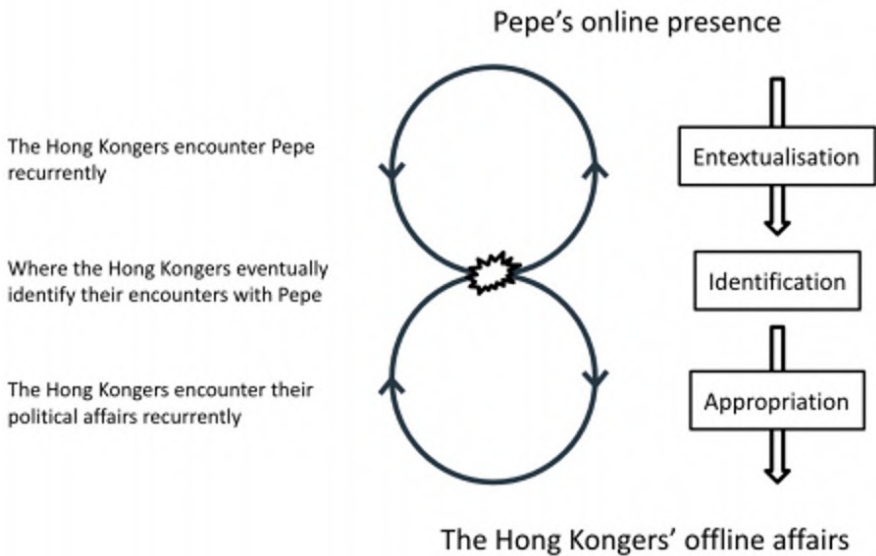 Pepe's online presence
The Hong Kongers encounter Pepe
recurrently
Entextualisation
Where the Hong Kongers eventually
identify their encounters with Pepe
Identification
The Hong Kongers encounter their
political affairs recurrently
Appropriation
The Hong Kongers' offline affairs